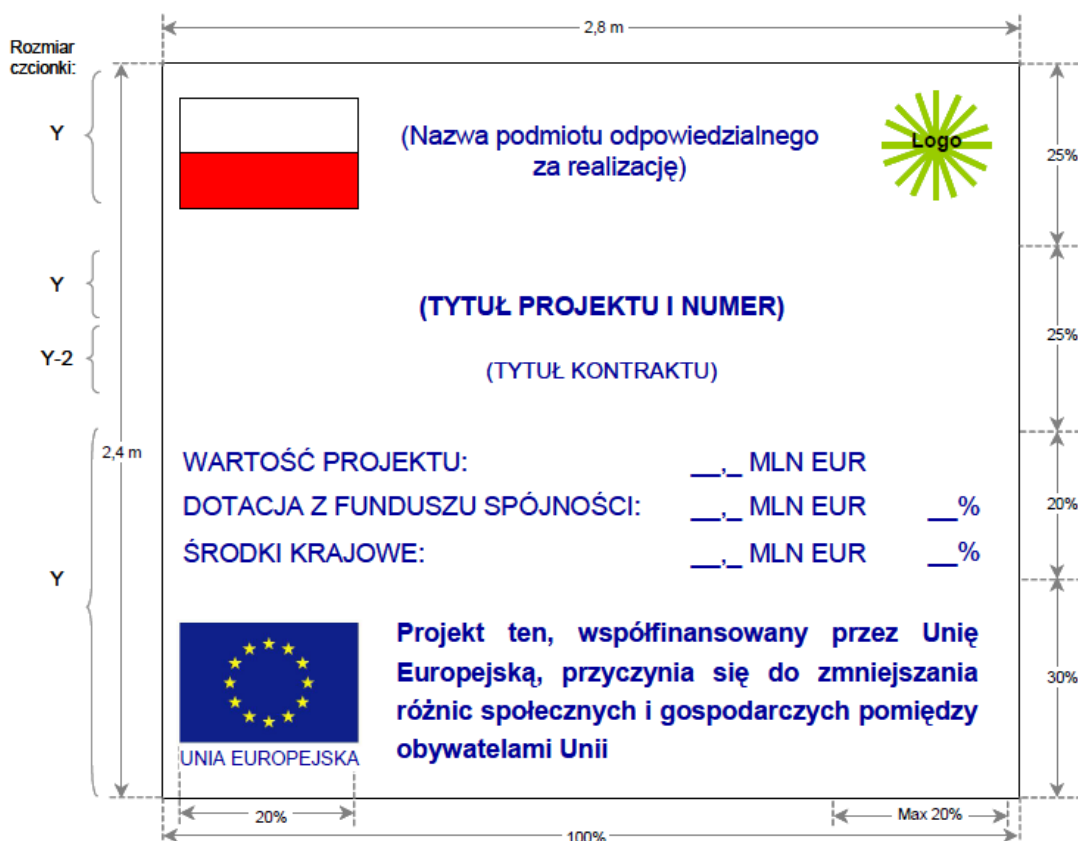 2,8 m
Rozmiar
czcionki:
Y
(Nazwa podmiotu odpowiedzialnego
za realizację)
Logo
25%
Y
(TYTUŁ PROJEKTU I NUMER)
25%
Y-2
(TYTUŁ KONTRAKTU)
2,4 m
WARTOŚĆ PROJEKTU: __,_ MLN EUR
DOTACJA Z FUNDUSZU SPÓJNOŚCI: __,_ MLN EUR __%
20%
ŚRODKI KRAJOWE: __,_ MLN EUR __%
Y
Projekt ten, współfinansowany przez Unię
Europejską, przyczynia się do zmniejszania
różnic społecznych i gospodarczych pomiędzy
obywatelami Unii
30%
UNIA EUROPEJSKA
20%
Max 20%
100%